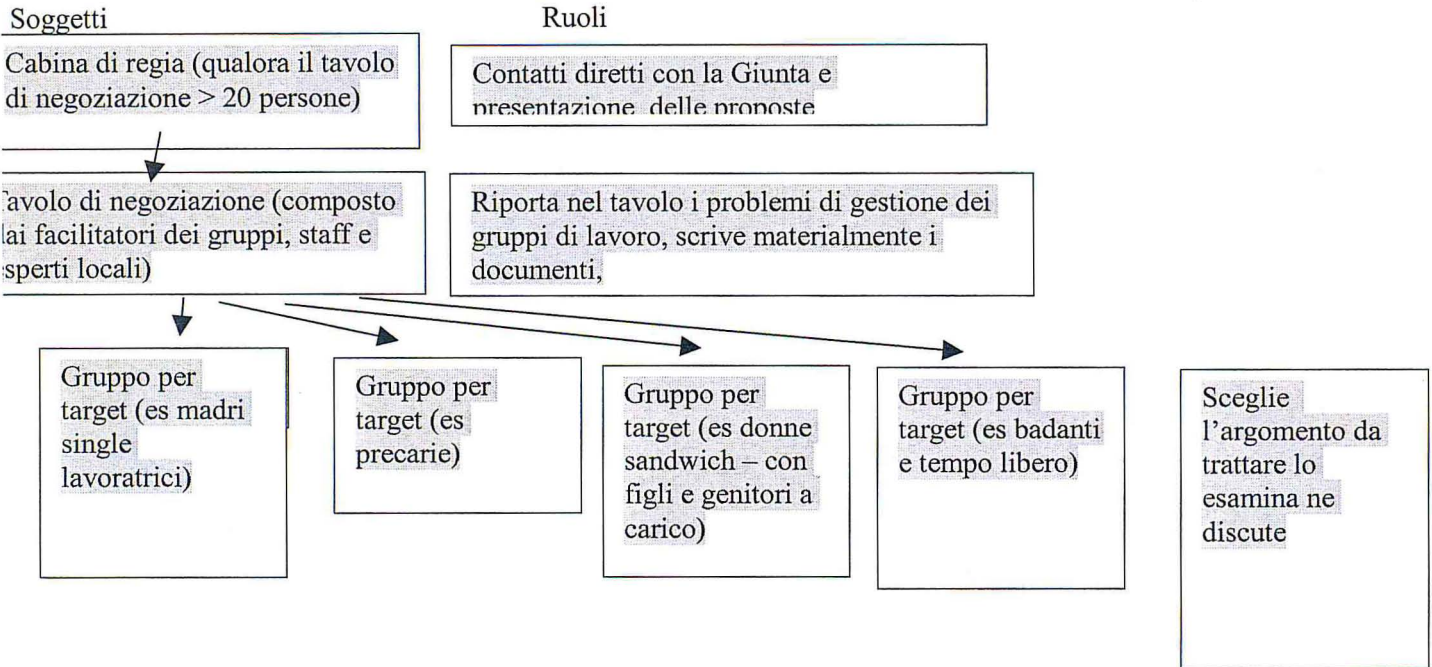 Soggetti
Ruoli
Cabina di regia (qualora il tavolo
di negoziazione > 20 persone)
Contatti diretti con la Giunta e
presentazione delle proposte
avolo di negoziazione (composto
ai facilitatori dei gruppi, staff e
sperti locali)
Riporta nel tavolo i problemi di gestione dei
gruppi di lavoro, scrive materialmente i
documenti,
Gruppo per
target (es madri
single
lavoratrici)
Gruppo per
target (es
precarie)
Gruppo per
target (es donne
sandwich – con
figli e genitori a
carico)
Gruppo per
target (es badanti
e tempo libero)
Sceglie
l'argomento da
trattare lo
esamina ne
discute